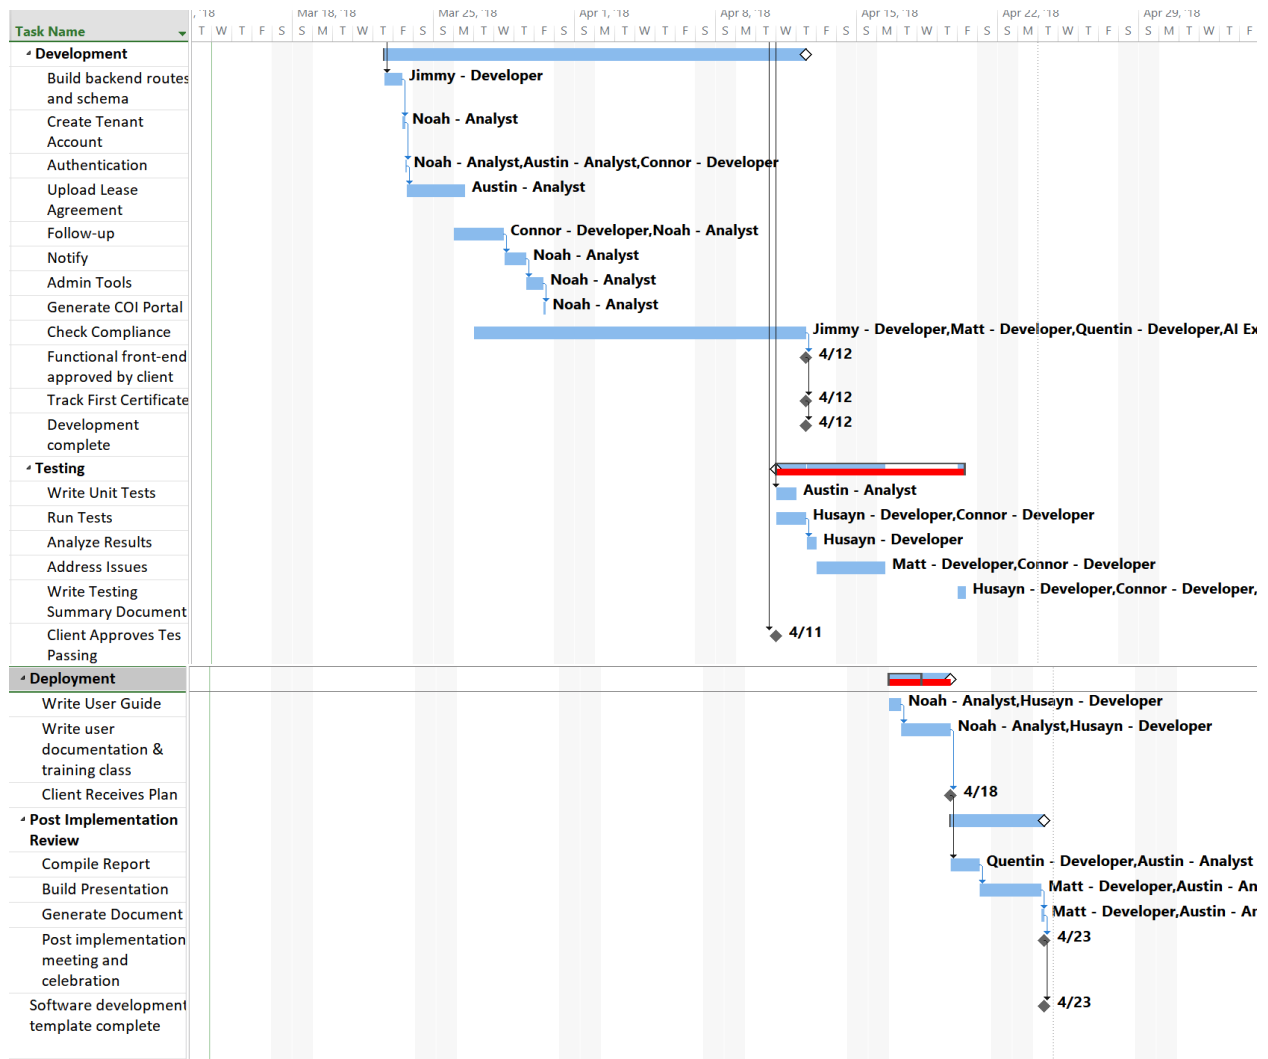 , '18 Mar 18, '18 Mar 25, '18 Apr 1, '18 Apr 8, '18 Apr 15, '18 Apr 22, '18 Apr 29, '18
Task Name T W T F S S M T W T F S S M T W T F S S M T W T F S S M T W T F S S M T W T F S S M T W T F S S M T W T F
Development
Build backend routes Jimmy - Developer
and schema
Create Tenant Noah - Analyst
Account
Authentication Noah - Analyst,Austin - Analyst,Connor - Developer
Upload Lease Austin - Analyst
Agreement
Follow-up Connor - Developer,Noah - Analyst
Notify Noah - Analyst
Admin Tools Noah - Analyst
Generate COI Portal Noah - Analyst
Check Compliance Jimmy - Developer,Matt - Developer,Quentin - Developer,AI Ex
Functional front-end 4/12
approved by client
Track First Certificate 4/12
Development 4/12
complete
Testing
Write Unit Tests Austin - Analyst
Run Tests Husayn - Developer,Connor - Developer
Analyze Results Husayn - Developer
Address Issues Matt - Developer,Connor - Developer
Write Testing Husayn - Developer,Connor - Developer,
Summary Document
Client Approves Tes 4/11
Passing
Deployment
Write User Guide Noah - Analyst,Husayn - Developer
Write user Noah - Analyst,Husayn - Developer
documentation &
training class
Client Receives Plan 4/18
Post Implementation
Review
Compile Report Quentin - Developer,Austin - Analyst
Build Presentation Matt - Developer,Austin - An
Generate Document Matt - Developer,Austin - Ar
Post implementation 4/23
meeting and
celebration
Software development 4/23
template complete